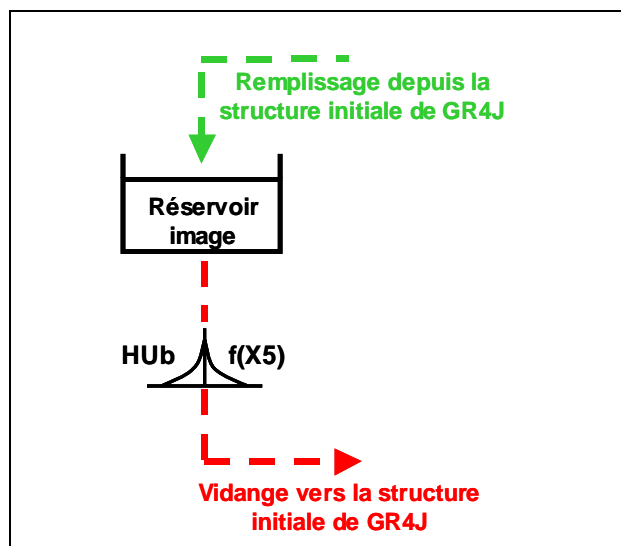 Remplissage depuis la
structure initiale de GR4J
Réservoir
image
HUb f(X5)
Vidange vers la structure
initiale de GR4J